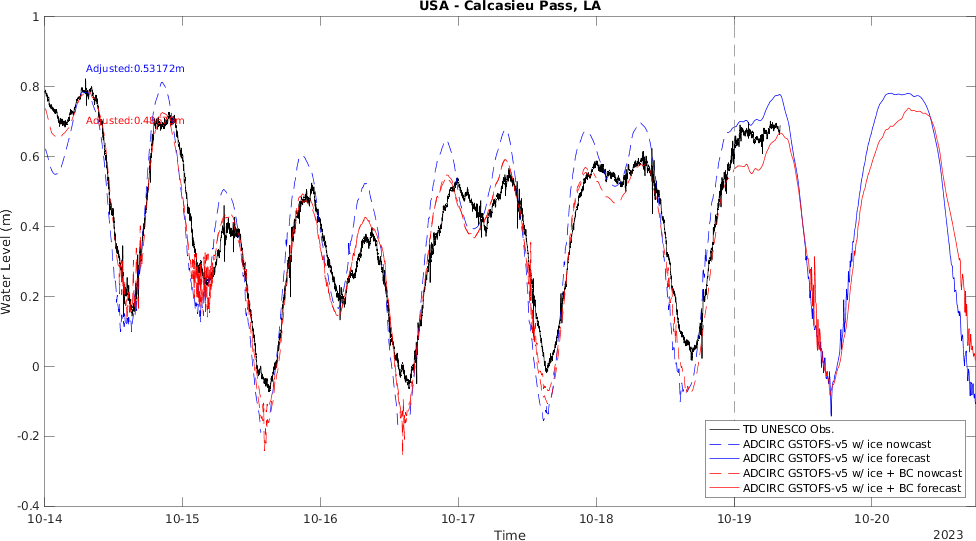 USA - Calcasieu Pass, LA
1
0.8
0.6
0.4
0.2
0
-0.2
-0.4
Water Level (m)
Adjusted:0.53172m
10-14
10-15
10-16
10-17
10-18
10-19
10-20
Time
2023
TD UNESCO Obs.
ADCIRC GSTOFS-v5 w/ ice nowcast
ADCIRC GSTOFS-v5 w/ ice forecast
ADCIRC GSTOFS-v5 w/ ice + BC nowcast
ADCIRC GSTOFS-v5 w/ ice + BC forecast